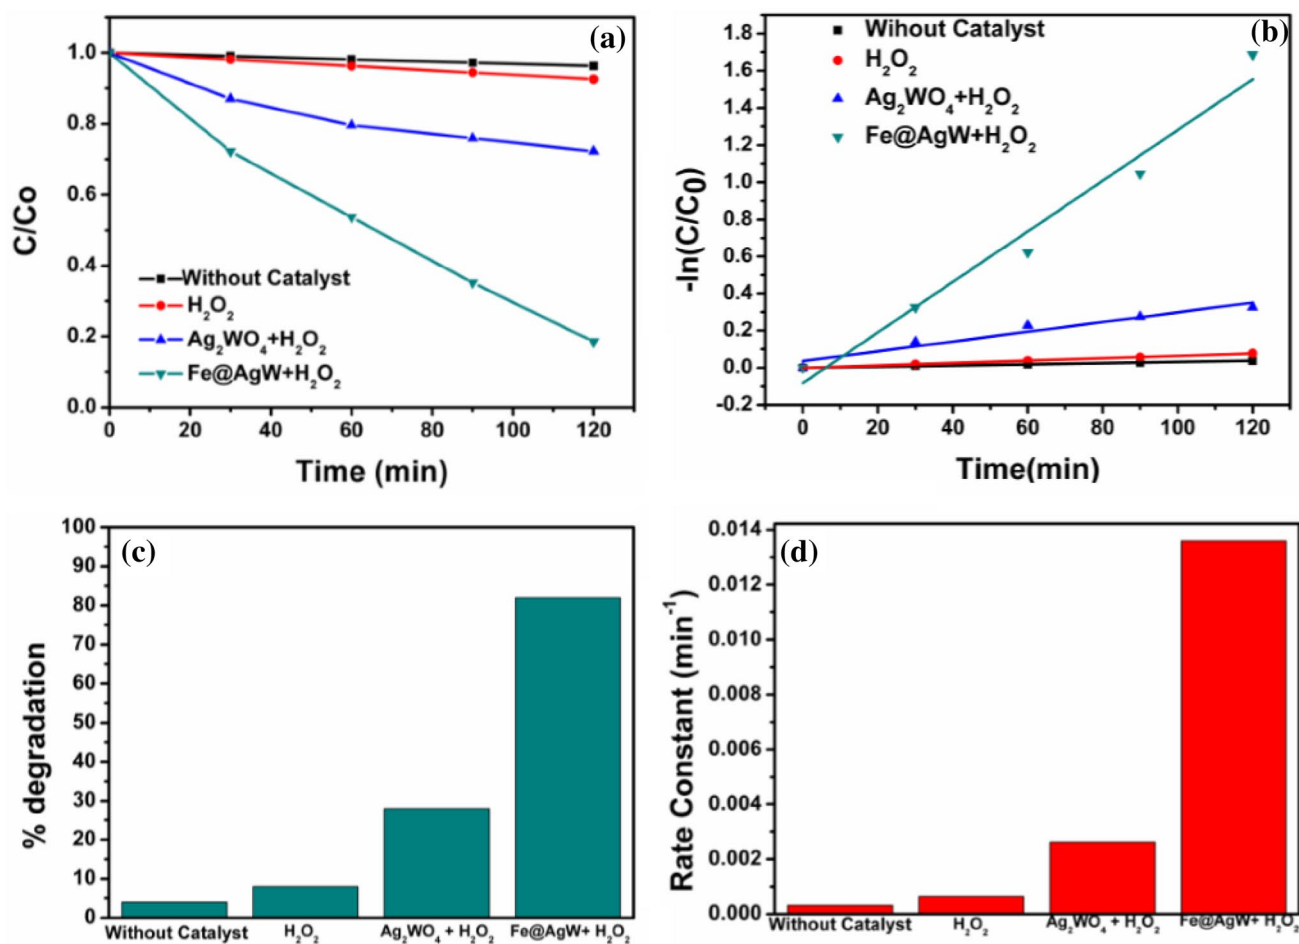 (a)
1.0
0.8
0.6
0.4
0.2
0.0
C/Co
Without Catalyst
H₂O₂
Ag₂WO₄+H₂O₂
Fe@AgW+H₂O₂
0 20 40 60 80 100 120
Time (min)
(b)
1.8
1.6
1.4
1.2
1.0
0.8
0.6
0.4
0.2
0.0
-0.2
-ln(C/C0)
Wihout Catalyst
H₂O₂
Ag₂WO₄+H₂O₂
Fe@AgW+H₂O₂
0 20 40 60 80 100 120
Time(min)
(c)
100
90
80
70
60
50
40
30
20
10
0
% degradation
Without Catalyst H₂O₂ Ag₂WO₄ + H₂O₂ Fe@AgW+ H₂O₂
(d)
0.014
0.012
0.010
0.008
0.006
0.004
0.002
0.000
Rate Constant (min⁻¹)
Without Catalyst H₂O₂ Ag₂WO₄ + H₂O₂ Fe@AgW+ H₂O₂